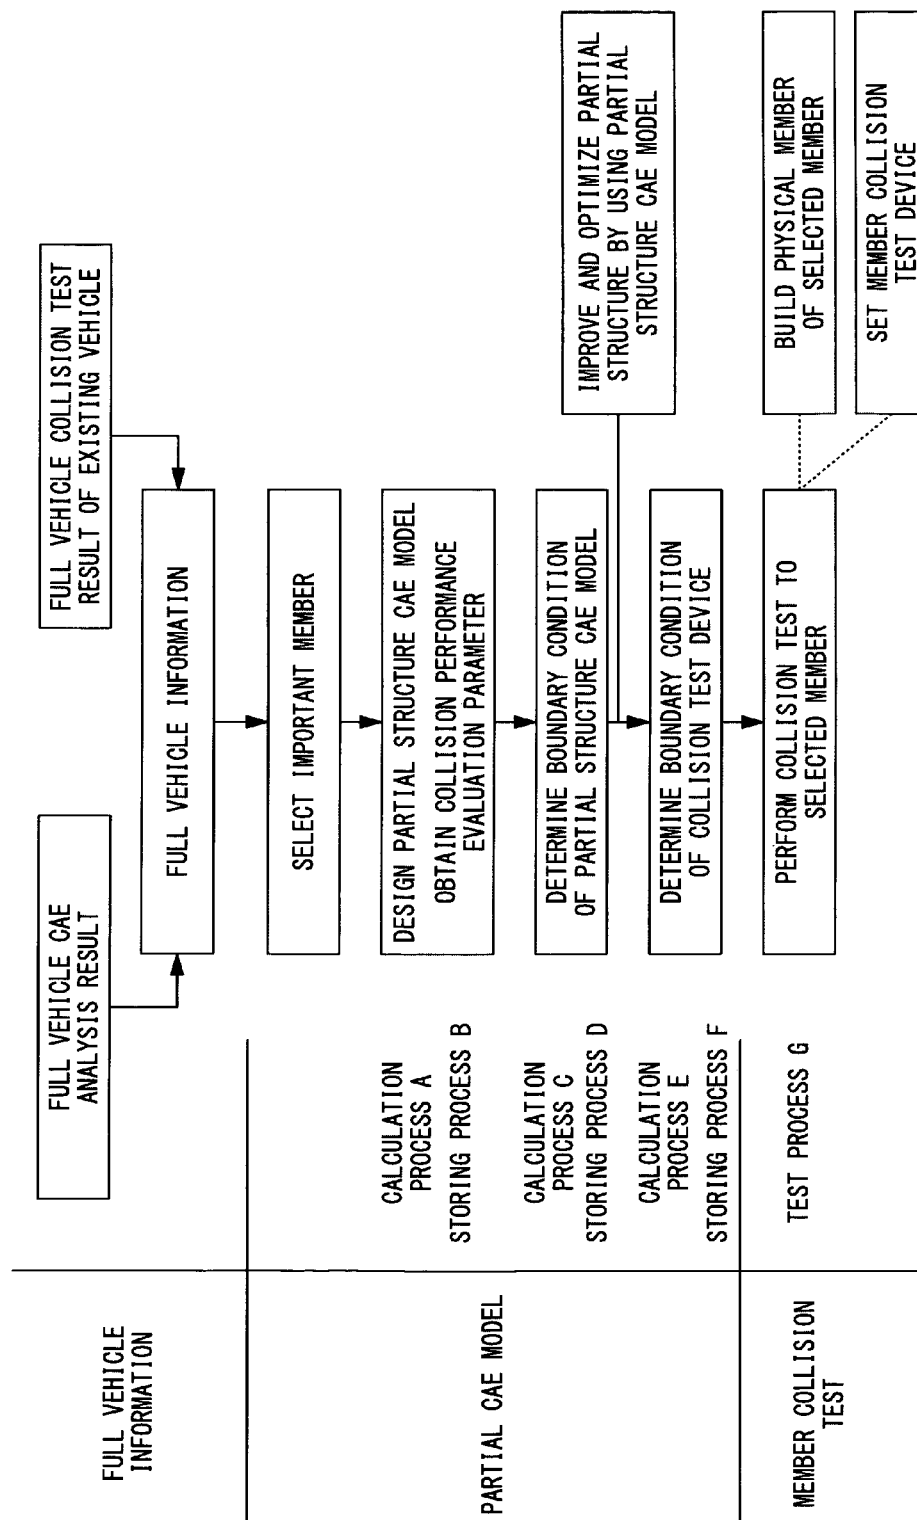 FULL VEHICLE
INFORMATION
FULL VEHICLE CAE
ANALYSIS RESULT
FULL VEHICLE COLLISION TEST
RESULT OF EXISTING VEHICLE
FULL VEHICLE INFORMATION
PARTIAL CAE MODEL
SELECT IMPORTANT MEMBER
CALCULATION
PROCESS A
STORING PROCESS B
DESIGN PARTIAL STRUCTURE CAE MODEL
OBTAIN COLLISION PERFORMANCE
EVALUATION PARAMETER
CALCULATION
PROCESS C
STORING PROCESS D
DETERMINE BOUNDARY CONDITION
OF PARTIAL STRUCTURE CAE MODEL
IMPROVE AND OPTIMIZE PARTIAL
STRUCTURE BY USING PARTIAL
STRUCTURE CAE MODEL
CALCULATION
PROCESS E
STORING PROCESS F
DETERMINE BOUNDARY CONDITION
OF COLLISION TEST DEVICE
MEMBER COLLISION
TEST
TEST PROCESS G
PERFORM COLLISION TEST TO
SELECTED MEMBER
BUILD PHYSICAL MEMBER
OF SELECTED MEMBER
SET MEMBER COLLISION
TEST DEVICE